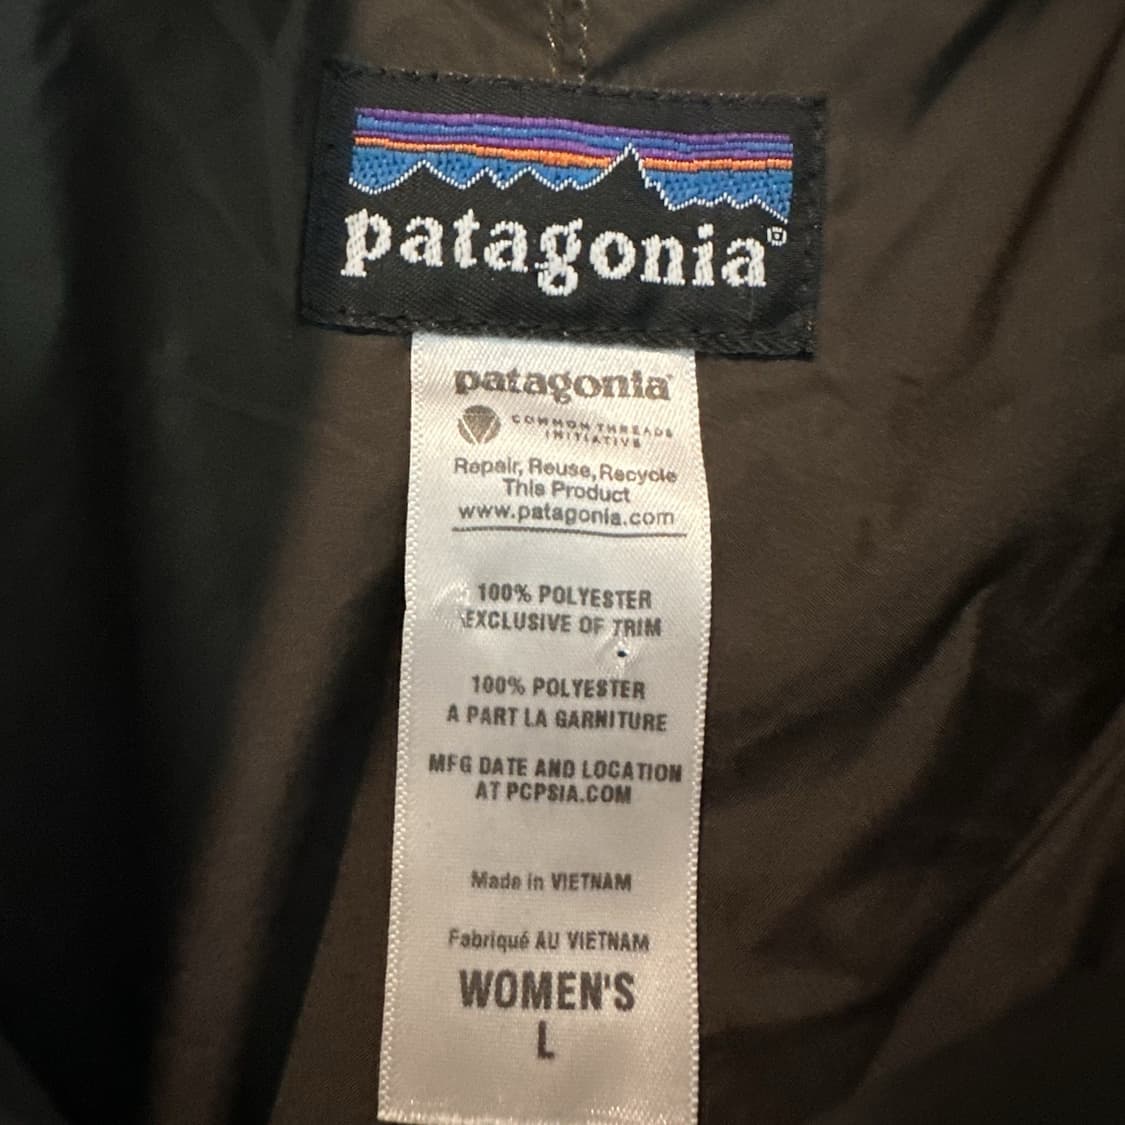 patagonia®
patagonia
COMMON THREADS
INITIATIVE
Repair, Reuse, Recycle
This Product
www.patagonia.com
100% POLYESTER
EXCLUSIVE OF TRIM
100% POLYESTER
A PART LA GARNITURE
MFG DATE AND LOCATION
AT PCPSIA.COM
Made in VIETNAM
Fabriqué AU VIETNAM
WOMEN'S
L